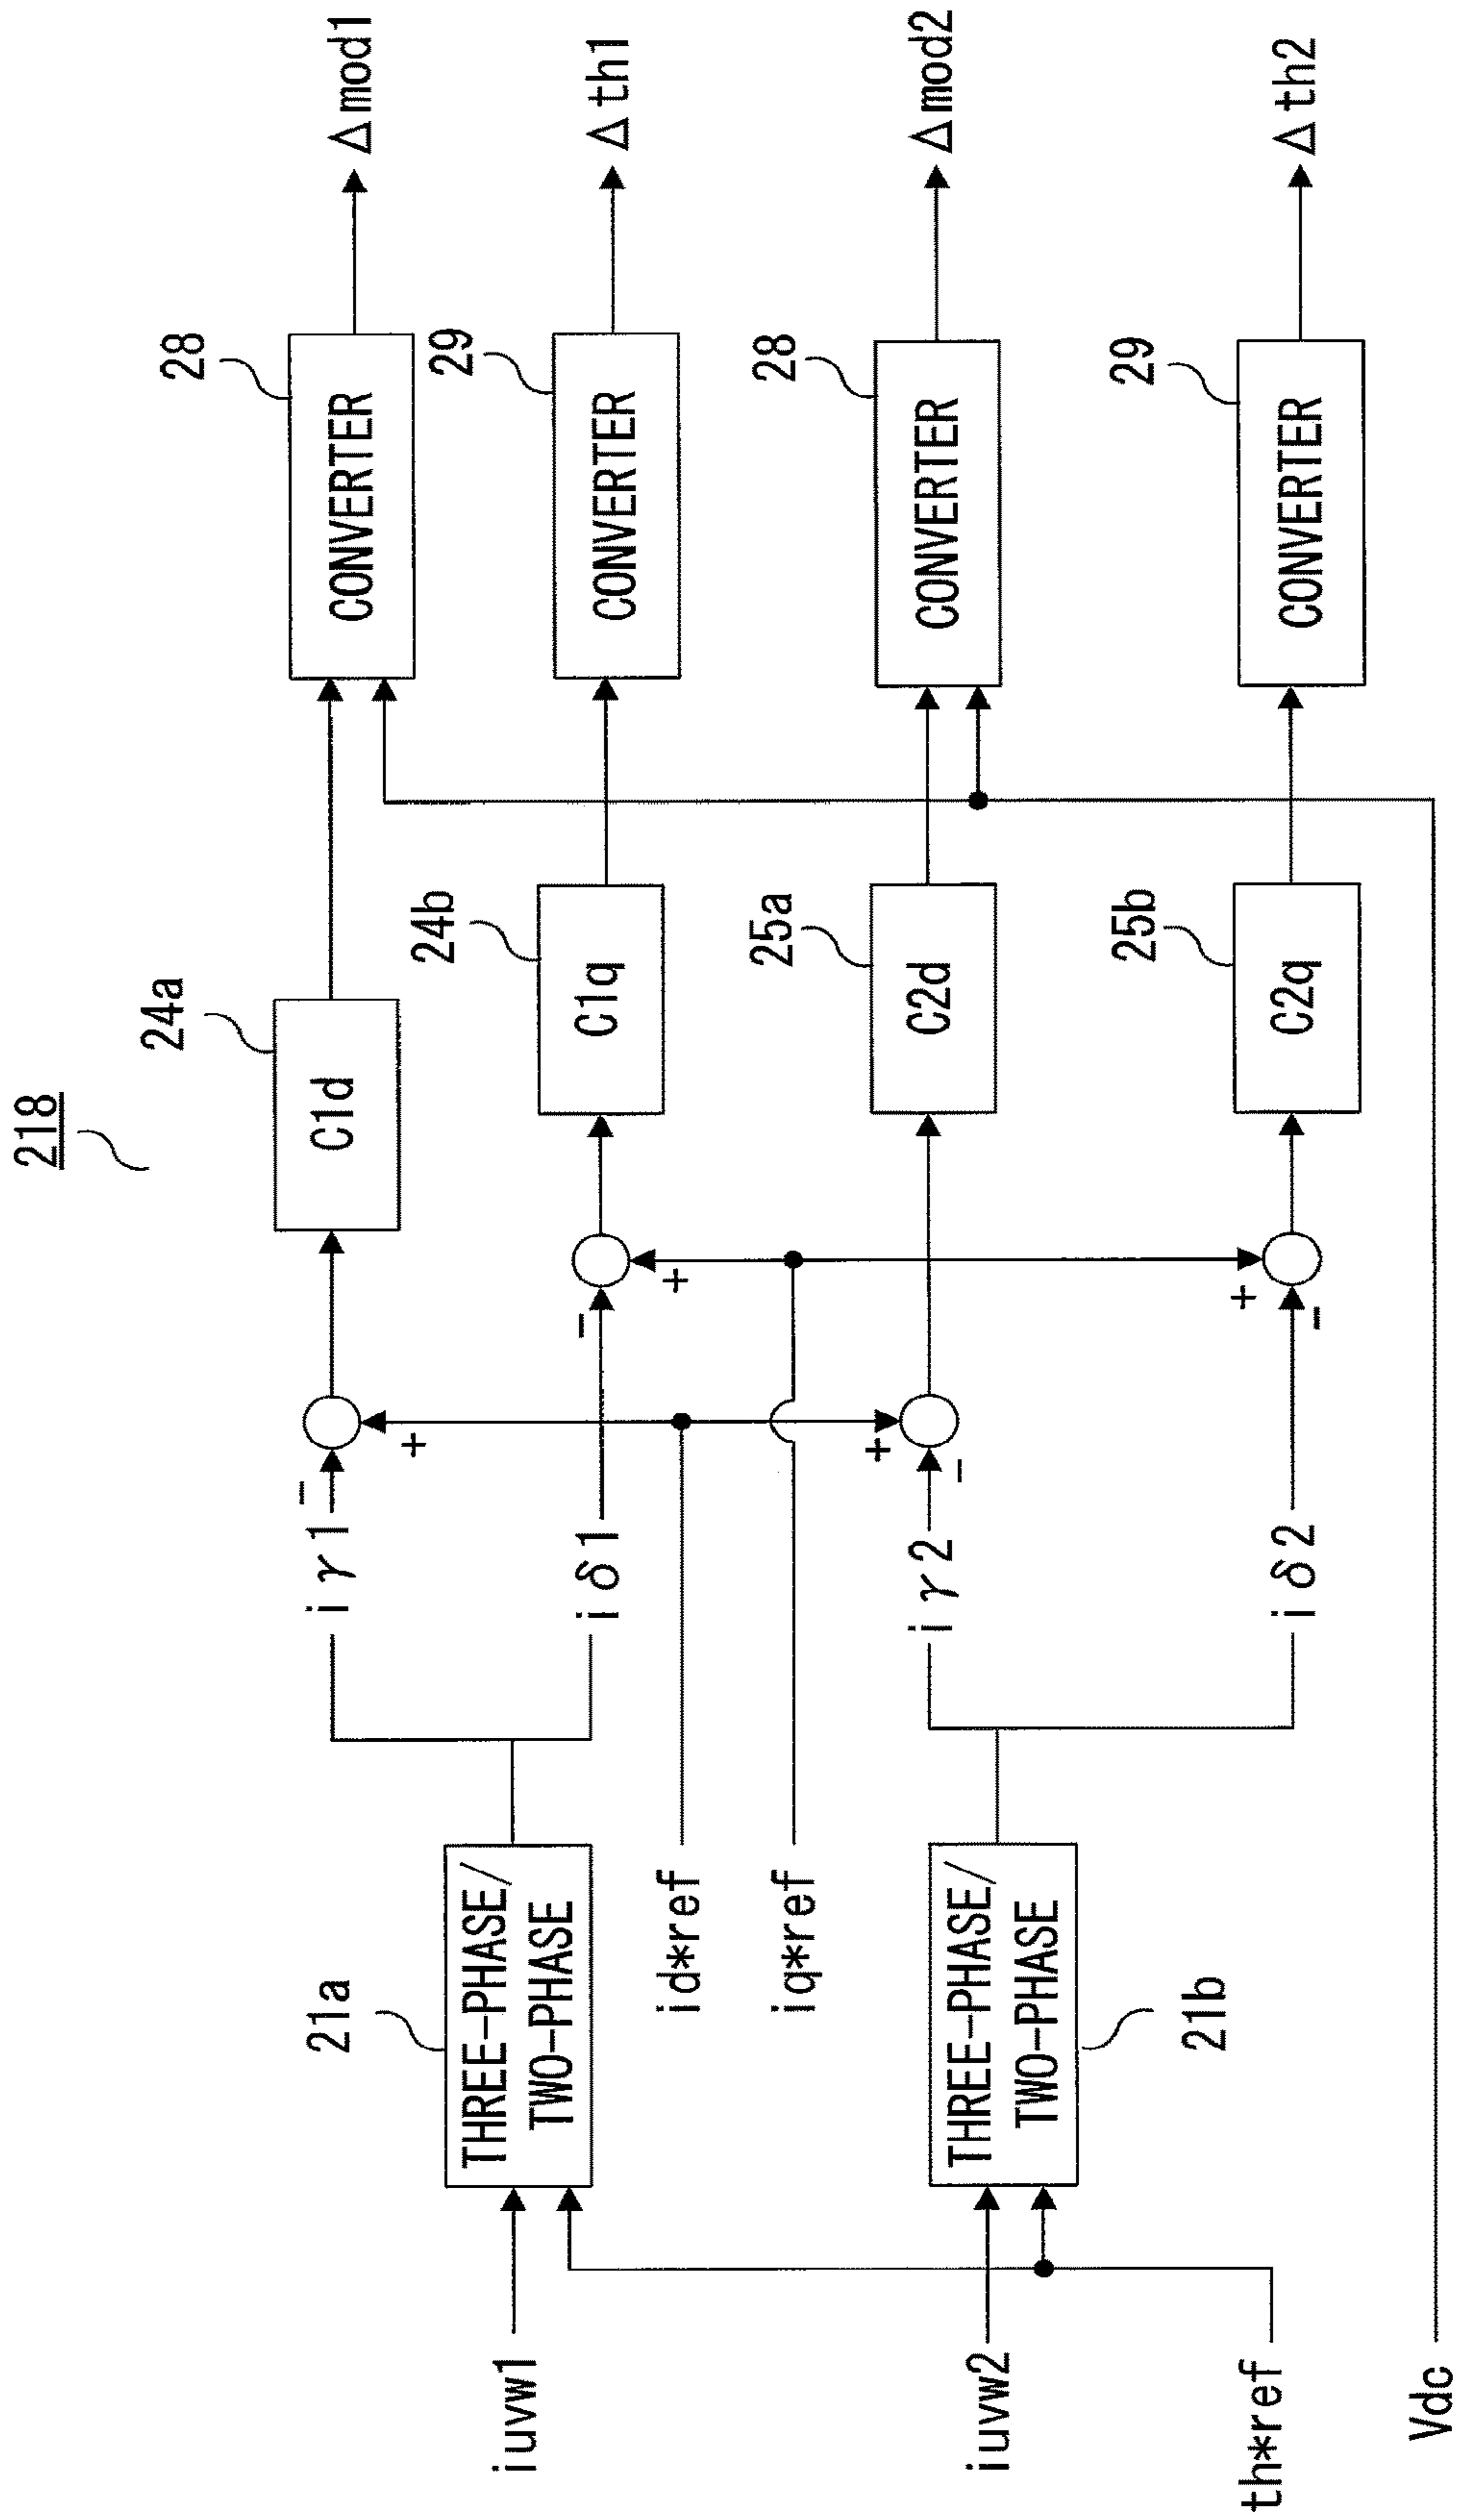 218
iuvw1
21a
THREE-PHASE/
TWO-PHASE
iγ1
iδ1
-
+
-
+
24a
C1d
24b
C1q
28
CONVERTER
29
CONVERTER
Δmod1
Δth1
id*ref
iq*ref
iuvw2
21b
THREE-PHASE/
TWO-PHASE
iγ2
iδ2
+
-
+
-
25a
C2d
25b
C2q
28
CONVERTER
29
CONVERTER
Δmod2
Δth2
th*ref
Vdc